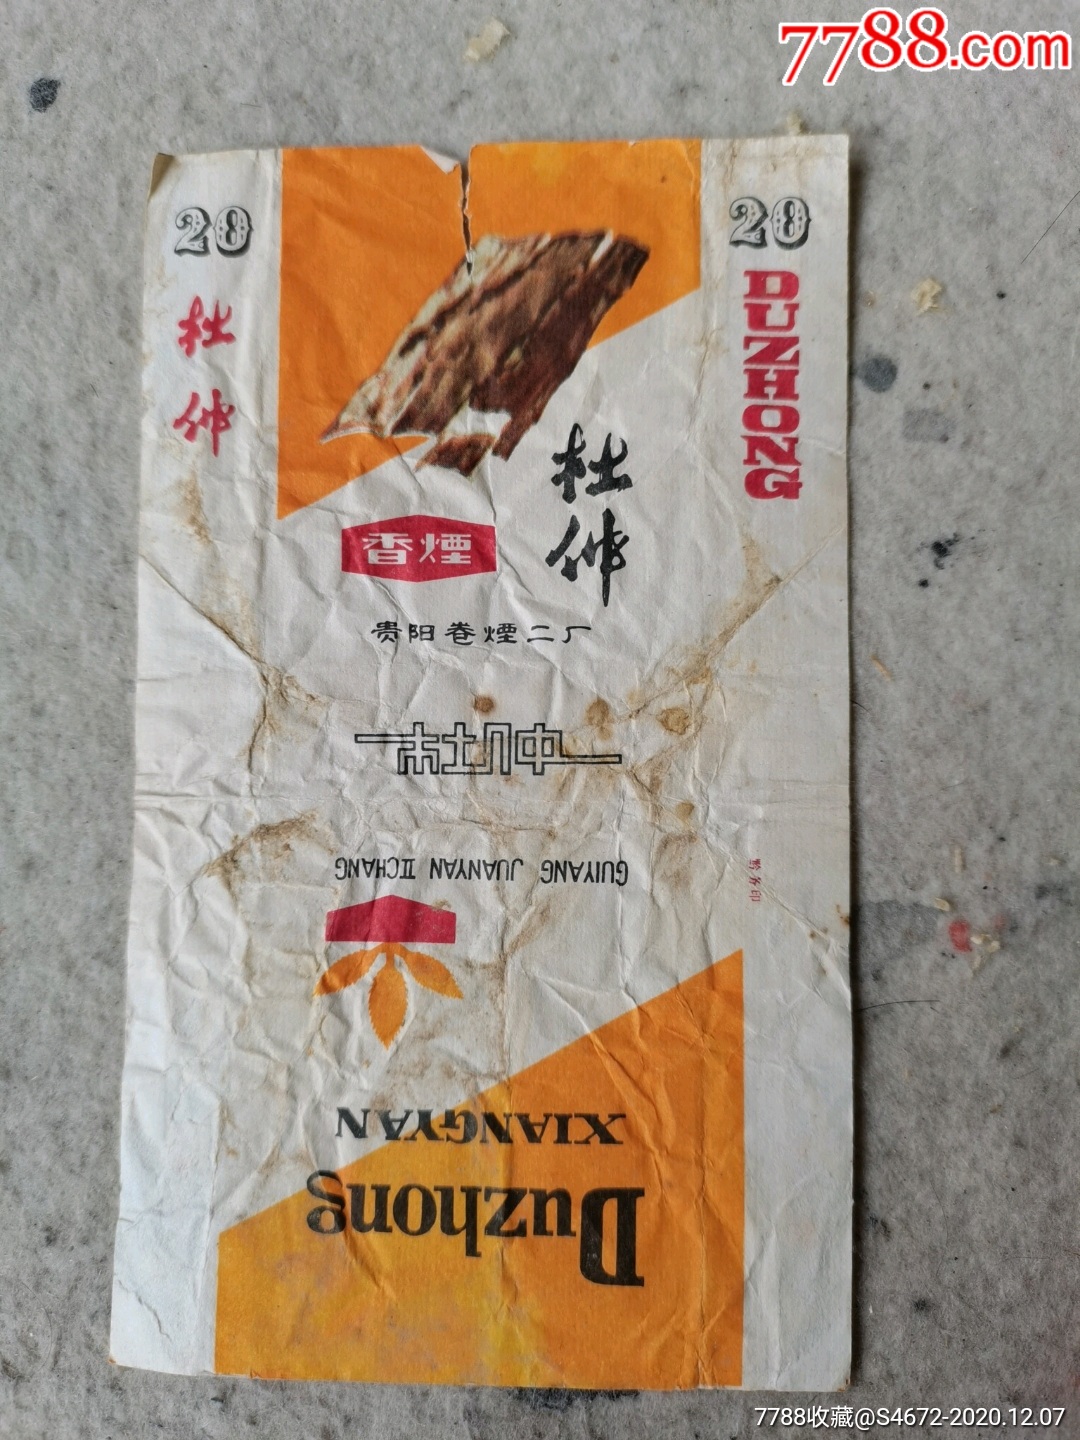 7788.com
20
杜仲
20
DUZHONG
杜仲
香煙
贵阳卷煙二厂
杜仲
GUIYANG JUANYAN IICHANG
XIANGYAN
Duzhong
7788收藏@S4672-2020.12.07